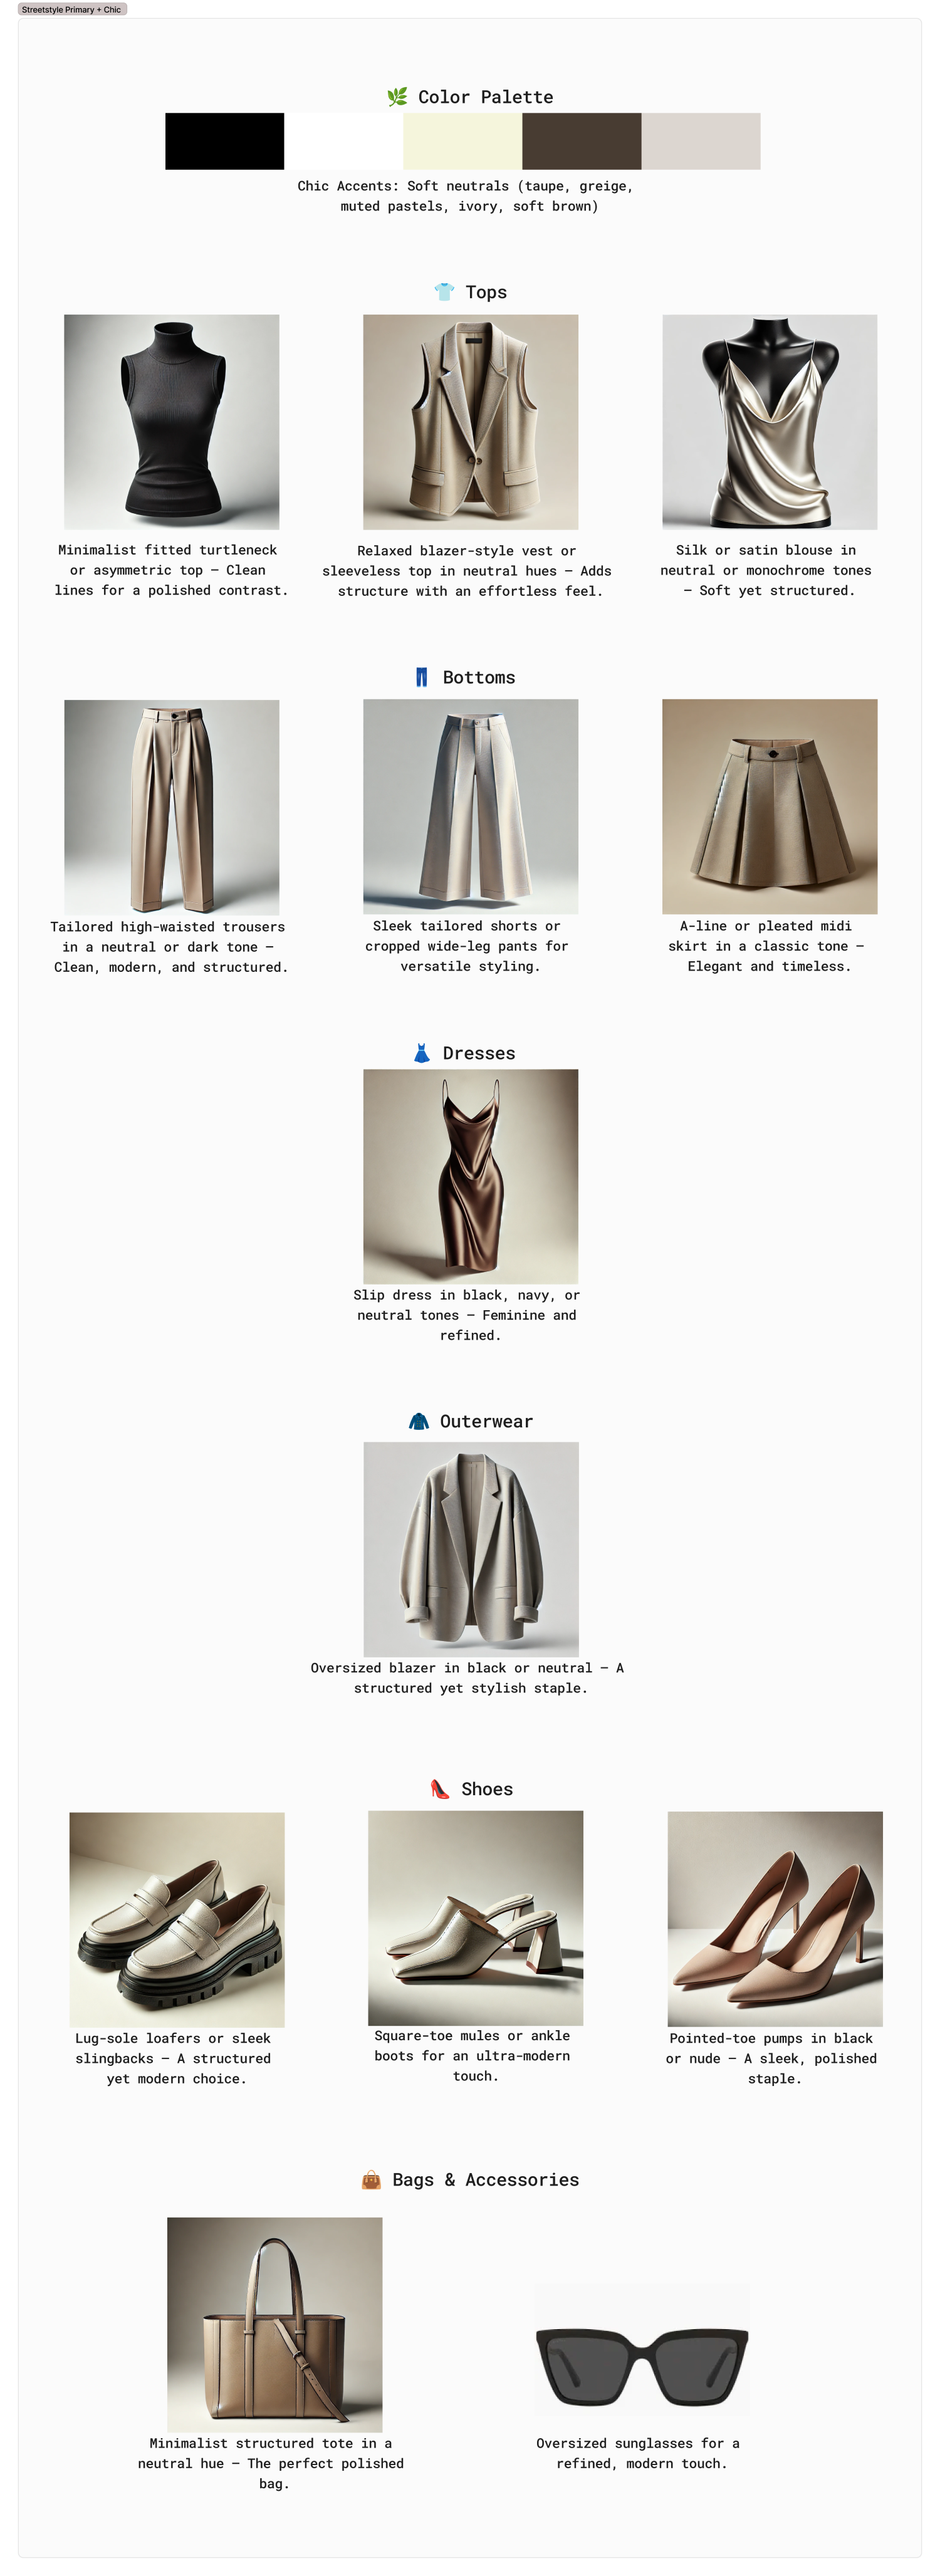 Streetstyle Primary + Chic
🌿 Color Palette
Chic Accents: Soft neutrals (taupe, greige,
muted pastels, ivory, soft brown)
👕 Tops
Minimalist fitted turtleneck
or asymmetric top – Clean
lines for a polished contrast.
Relaxed blazer-style vest or
sleeveless top in neutral hues – Adds
structure with an effortless feel.
Silk or satin blouse in
neutral or monochrome tones
– Soft yet structured.
👖 Bottoms
Tailored high-waisted trousers
in a neutral or dark tone –
Clean, modern, and structured.
Sleek tailored shorts or
cropped wide-leg pants for
versatile styling.
A-line or pleated midi
skirt in a classic tone –
Elegant and timeless.
👗 Dresses
Slip dress in black, navy, or
neutral tones – Feminine and
refined.
🧥 Outerwear
Oversized blazer in black or neutral – A
structured yet stylish staple.
👠 Shoes
Lug-sole loafers or sleek
slingbacks – A structured
yet modern choice.
Square-toe mules or ankle
boots for an ultra-modern
touch.
Pointed-toe pumps in black
or nude – A sleek, polished
staple.
👜 Bags & Accessories
Minimalist structured tote in a
neutral hue – The perfect polished
bag.
Oversized sunglasses for a
refined, modern touch.